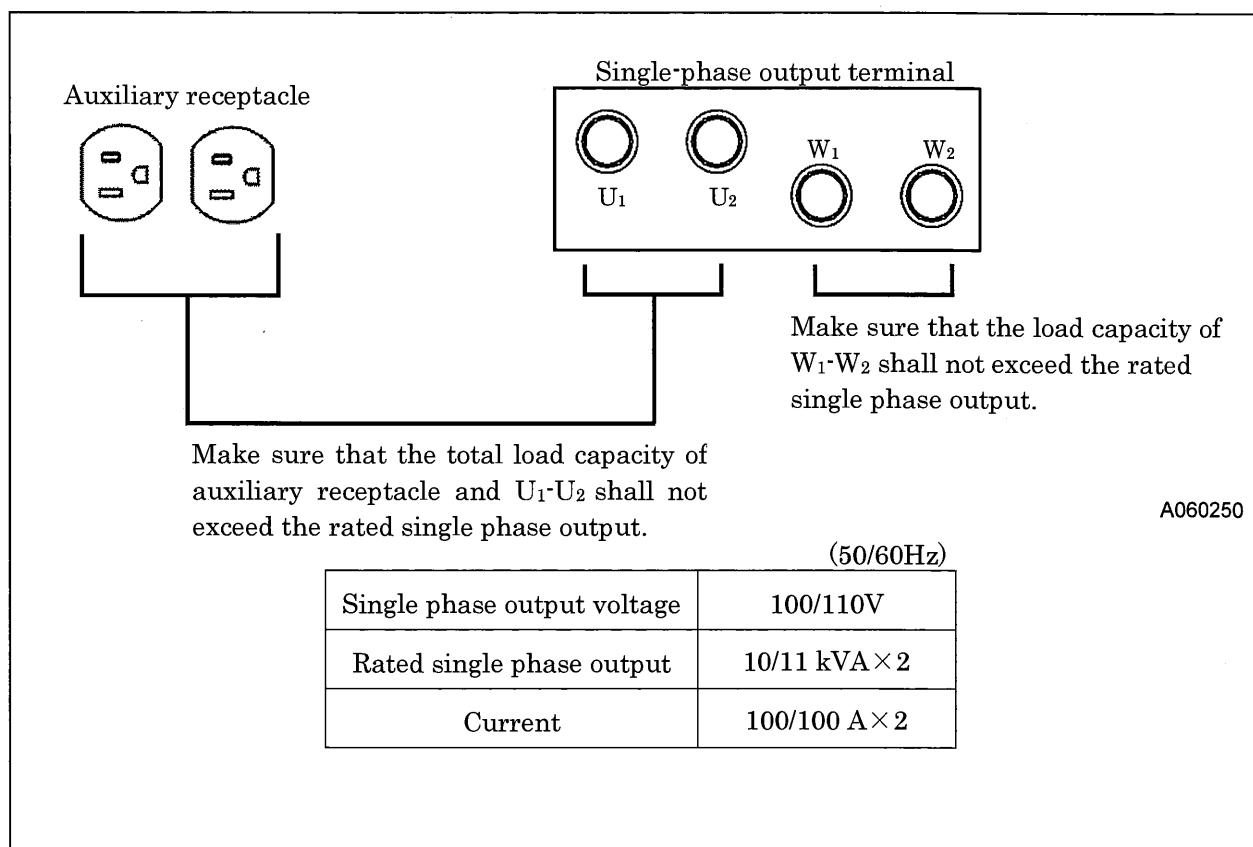 Single-phase output terminal
Auxiliary receptacle
W₁ W₂
U₁ U₂
Make sure that the load capacity of
W₁-W₂ shall not exceed the rated
single phase output.
Make sure that the total load capacity of
auxiliary receptacle and U₁-U₂ shall not
exceed the rated single phase output.
A060250
(50/60Hz)
Single phase output voltage 100/110V
Rated single phase output 10/11 kVA×2
Current 100/100 A×2